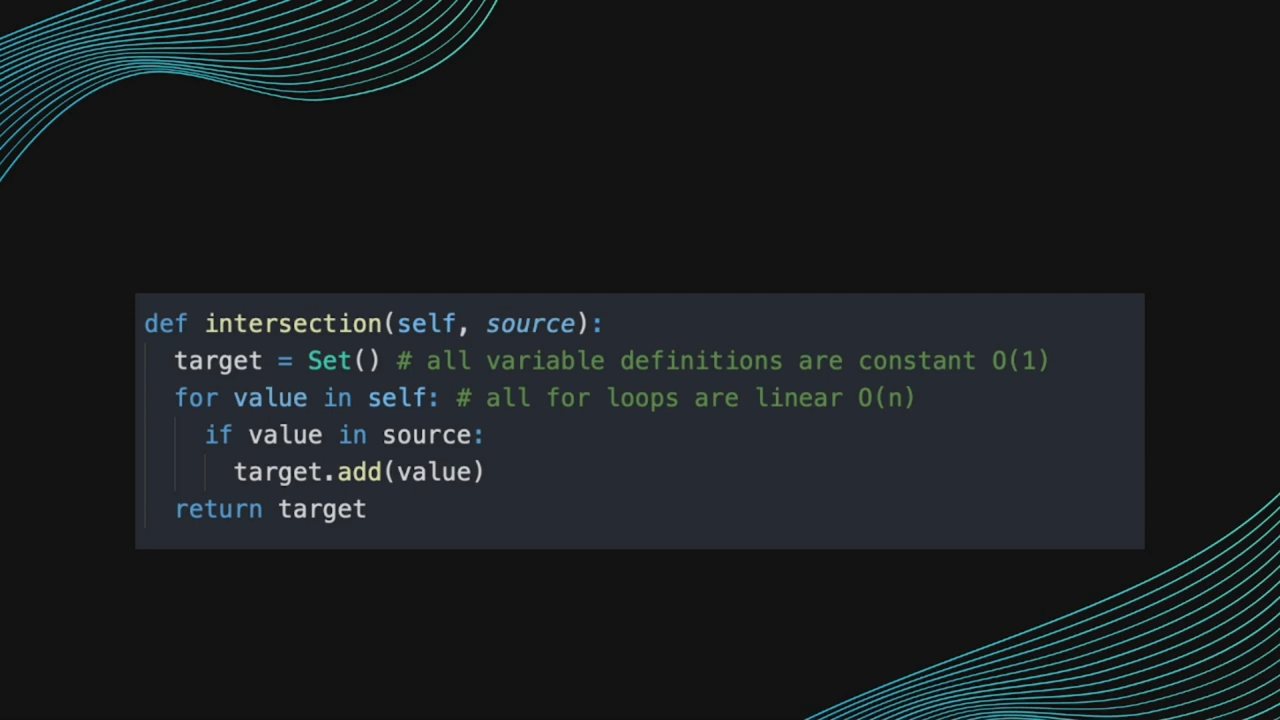 def intersection(self, source):
target = Set() # all variable definitions are constant O(1)
for value in self: # all for loops are linear O(n)
if value in source:
target.add(value)
return target